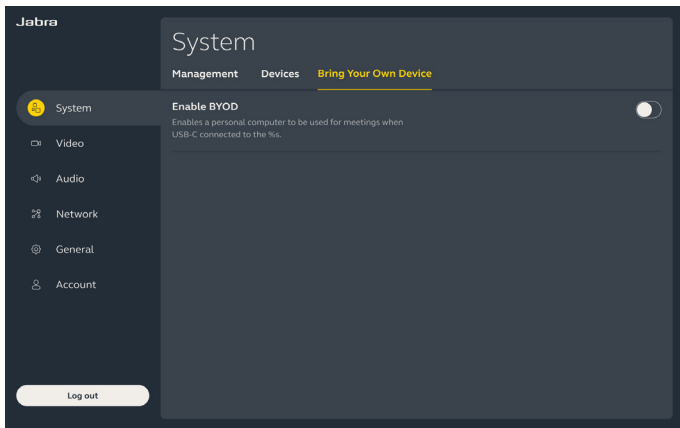 Jabra
System
Management Devices Bring Your Own Device
System
Video
Audio
Network
General
Account
Log out
Enable BYOD
Enables a personal computer to be used for meetings when
USB-C connected to the %s.